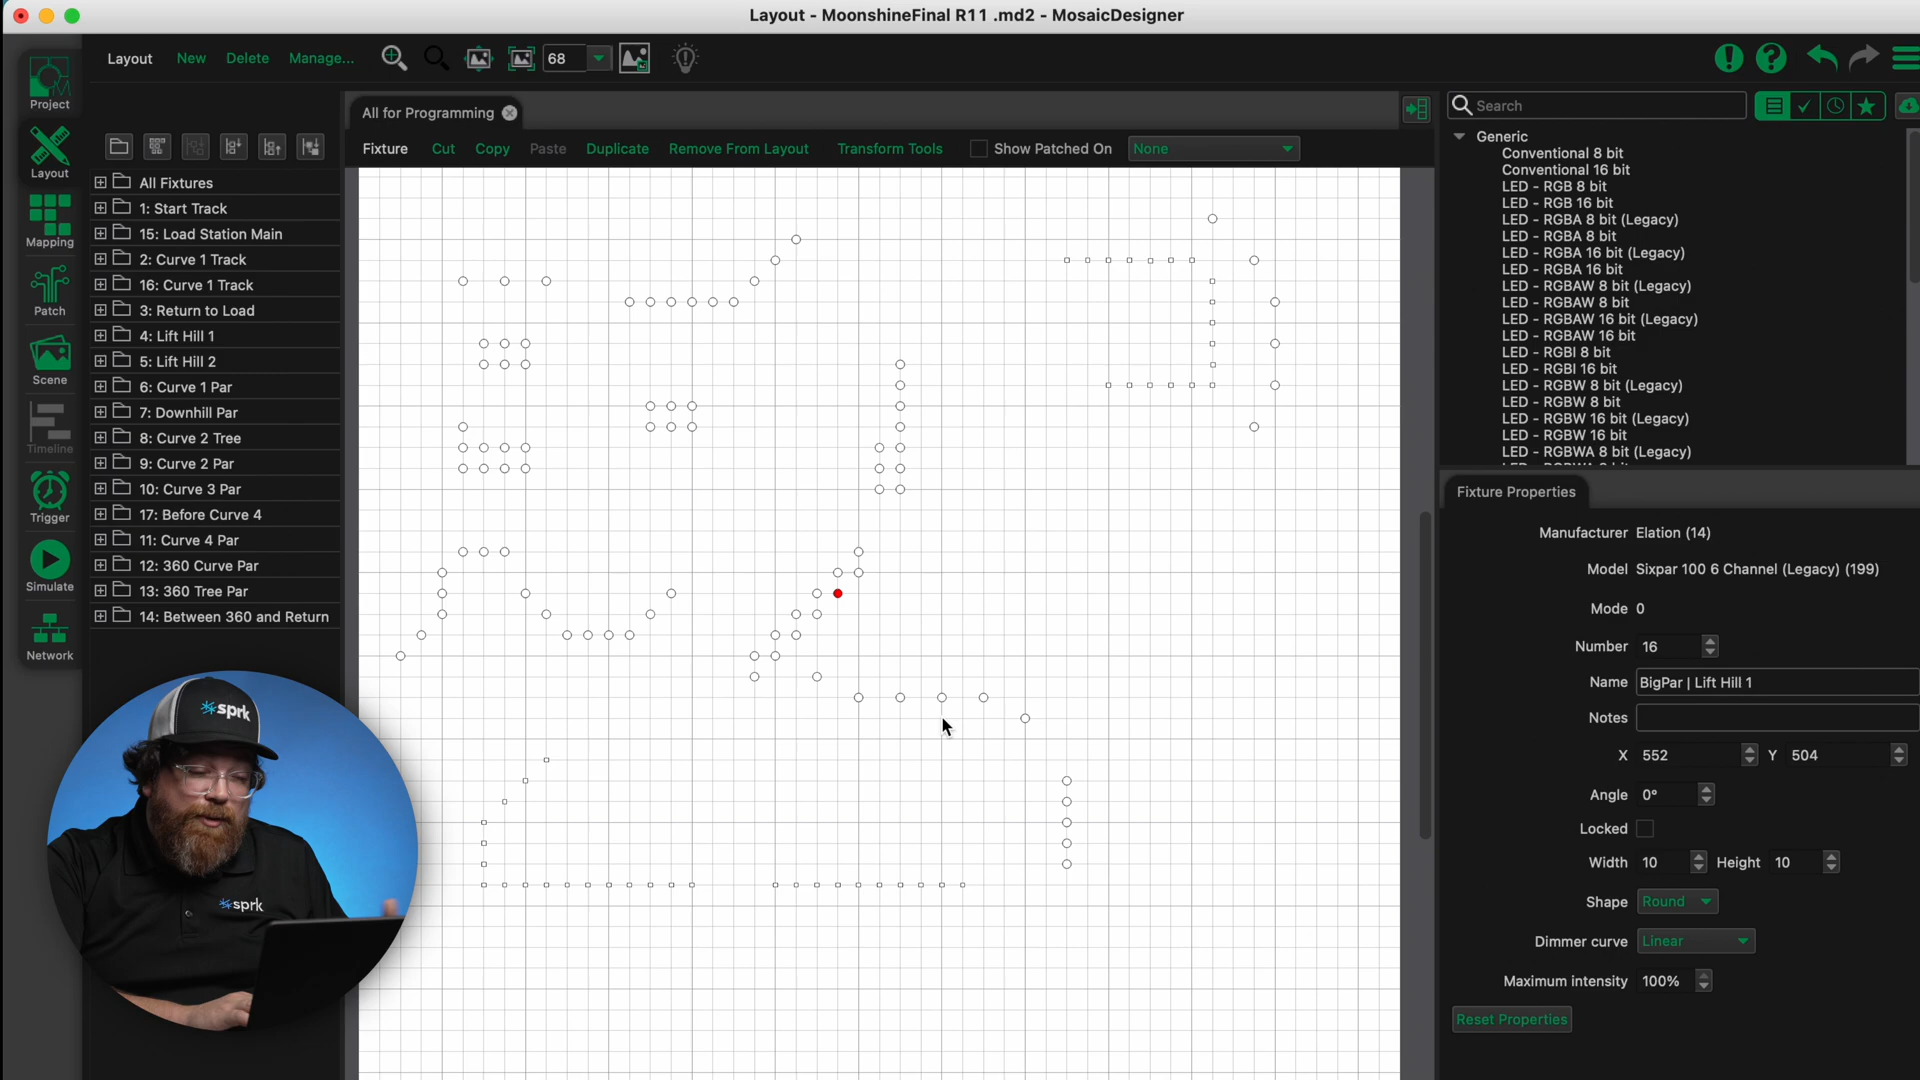 Layout - MoonshineFinal R11 .md2 - MosaicDesigner
Layout New Delete Manage... 68
All for Programming
Fixture Cut Copy Paste Duplicate Remove From Layout Transform Tools Show Patched On None
Project
Layout
Mapping
Patch
Scene
Timeline
Trigger
Simulate
Network
All Fixtures
1: Start Track
15: Load Station Main
2: Curve 1 Track
16: Curve 1 Track
3: Return to Load
4: Lift Hill 1
5: Lift Hill 2
6: Curve 1 Par
7: Downhill Par
8: Curve 2 Tree
9: Curve 2 Par
10: Curve 3 Par
17: Before Curve 4
11: Curve 4 Par
12: 360 Curve Par
13: 360 Tree Par
14: Between 360 and Return
Search
Generic
Conventional 8 bit
Conventional 16 bit
LED - RGB 8 bit
LED - RGB 16 bit
LED - RGBA 8 bit (Legacy)
LED - RGBA 8 bit
LED - RGBA 16 bit (Legacy)
LED - RGBA 16 bit
LED - RGBAW 8 bit (Legacy)
LED - RGBAW 8 bit
LED - RGBAW 16 bit (Legacy)
LED - RGBAW 16 bit
LED - RGBI 8 bit
LED - RGBI 16 bit
LED - RGBW 8 bit (Legacy)
LED - RGBW 8 bit
LED - RGBW 16 bit (Legacy)
LED - RGBW 16 bit
LED - RGBWA 8 bit (Legacy)
Fixture Properties
Manufacturer Elation (14)
Model Sixpar 100 6 Channel (Legacy) (199)
Mode 0
Number 16
Name BigPar | Lift Hill 1
Notes
X 552 Y 504
Angle 0°
Locked
Width 10 Height 10
Shape Round
Dimmer curve Linear
Maximum intensity 100%
Reset Properties
sprk
sprk